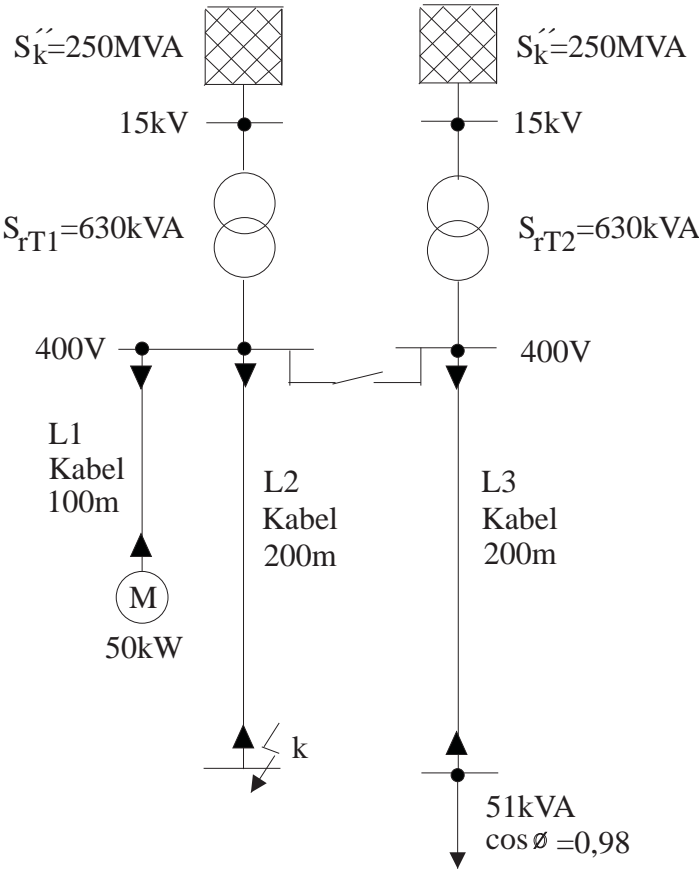 S″k=250MVA
S″k=250MVA
15kV
15kV
SrT1=630kVA
SrT2=630kVA
400V
400V
L1
Kabel
100m
L2
Kabel
200m
L3
Kabel
200m
M
50kW
k
51kVA
cos ø =0,98